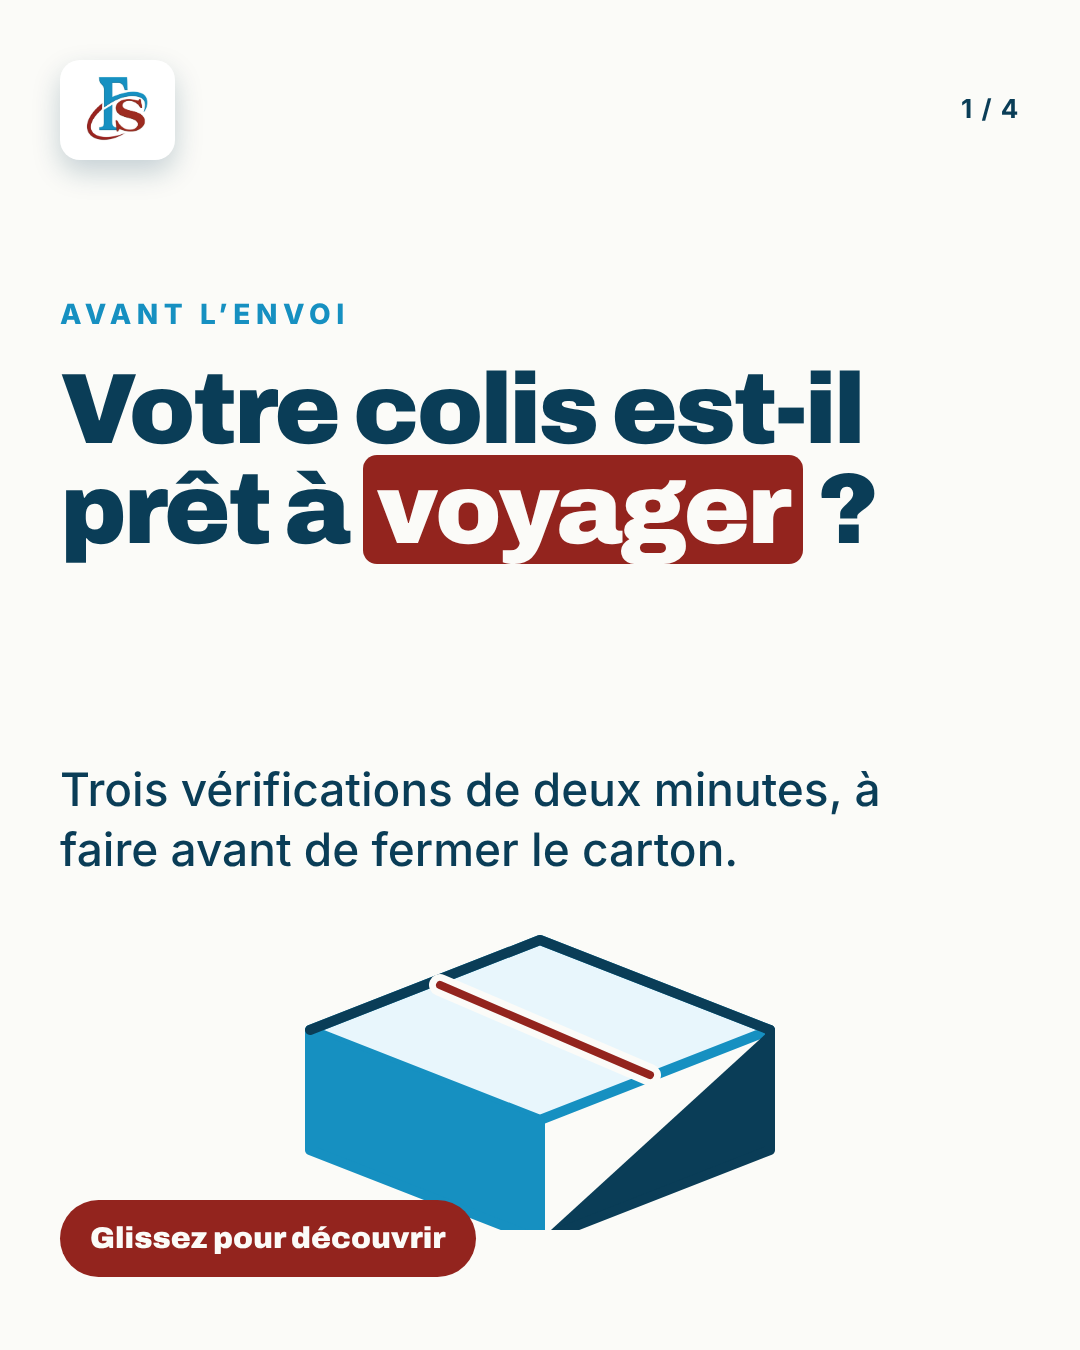 FS
1 / 4
AVANT L’ENVOI
Votre colis est-il
prêt à voyager ?
Trois vérifications de deux minutes, à
faire avant de fermer le carton.
Glissez pour découvrir